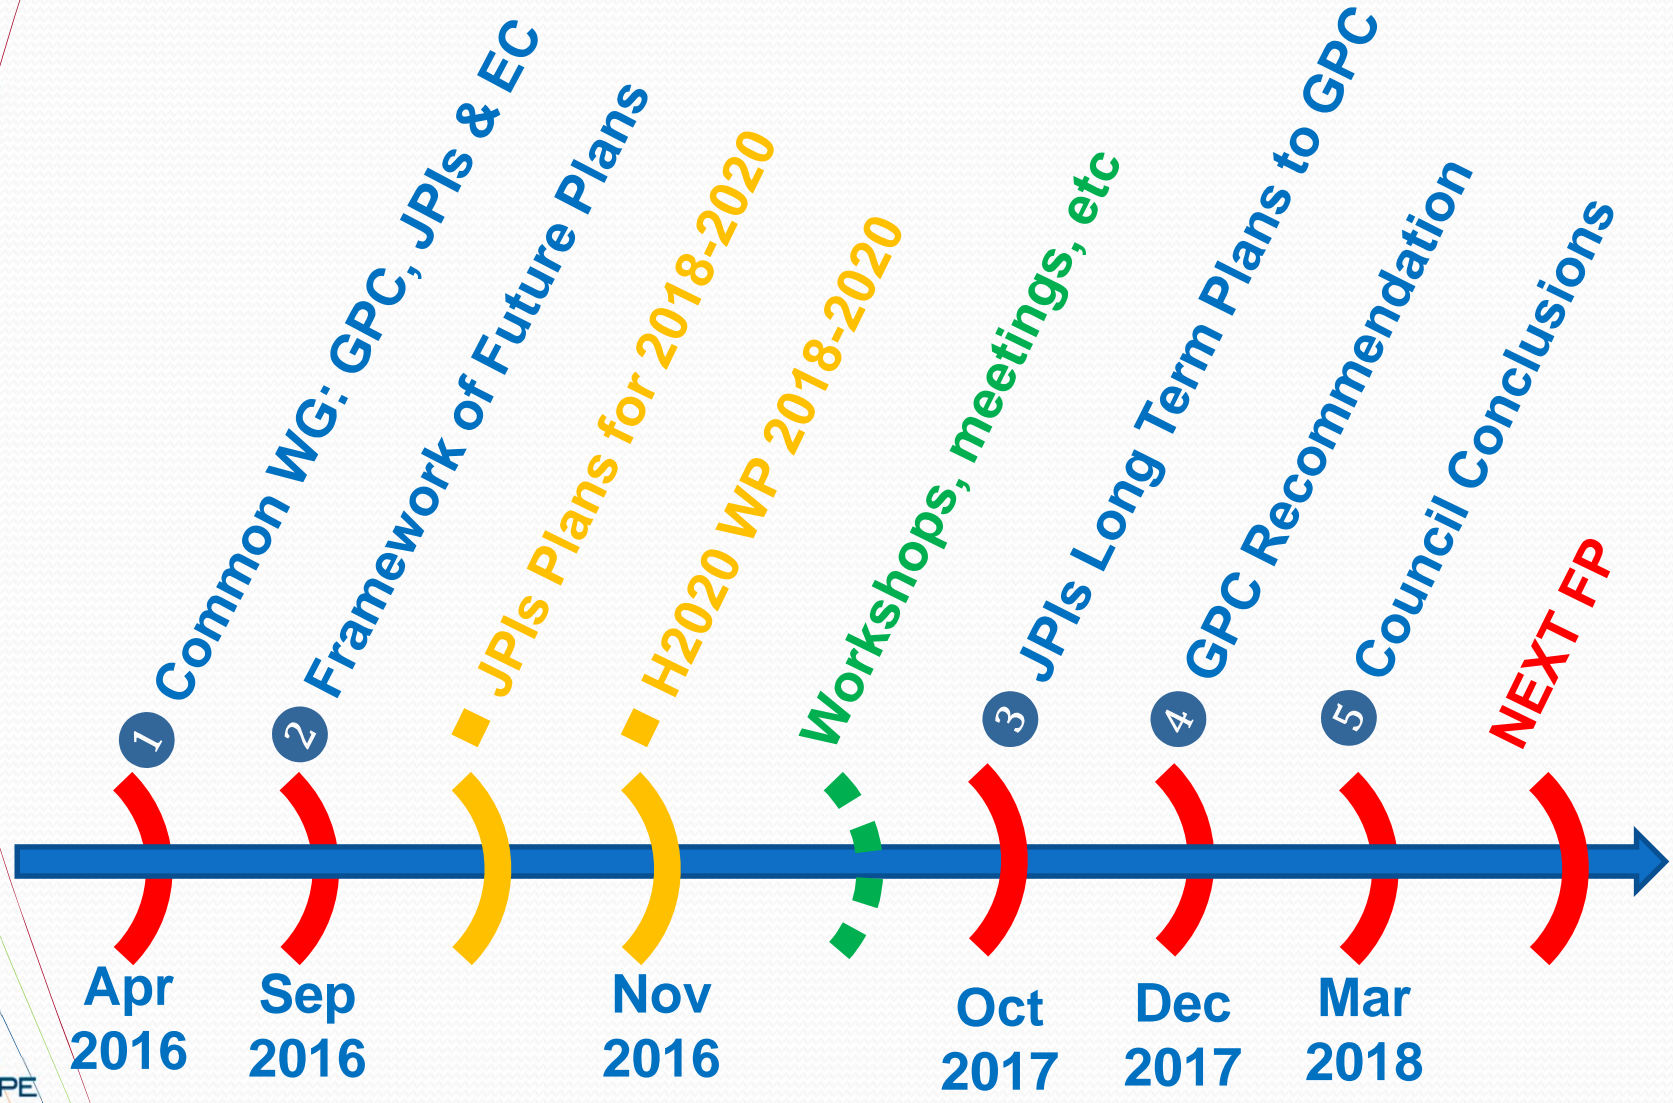 1 Common WG: GPC, JPIs & EC
2 Framework of Future Plans
JPIs Plans for 2018-2020
H2020 WP 2018-2020
Workshops, meetings, etc
3 JPIs Long Term Plans to GPC
4 GPC Recommendation
5 Council Conclusions
NEXT FP
Apr
2016
Sep
2016
Nov
2016
Oct
2017
Dec
2017
Mar
2018
PE